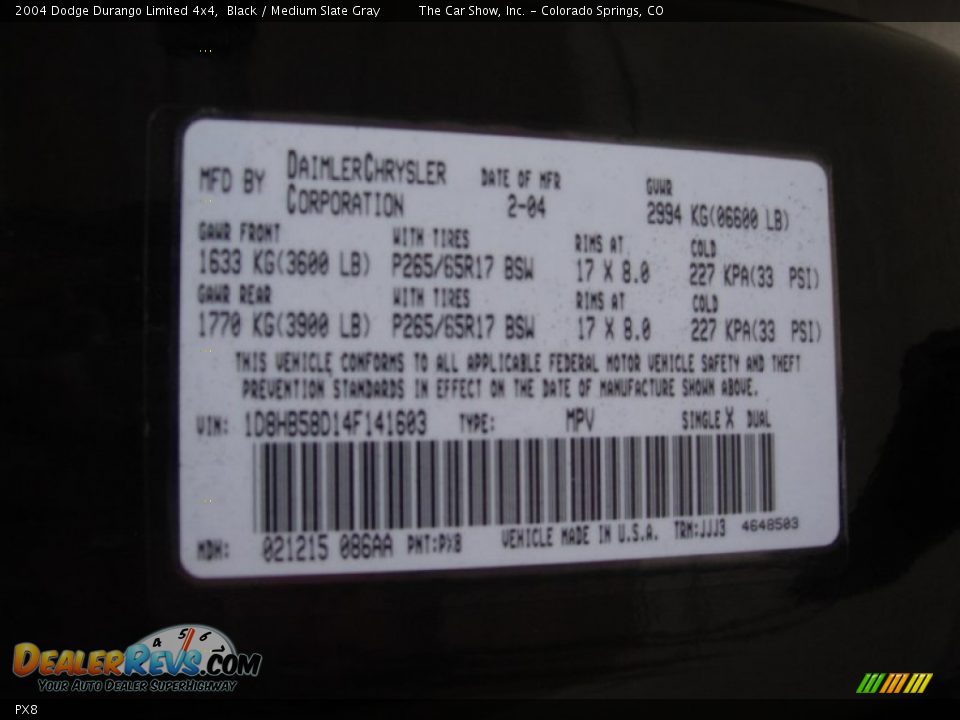 2004 Dodge Durango Limited 4x4, Black / Medium Slate Gray The Car Show, Inc. - Colorado Springs, CO
MFD BY DAIMLERCHRYSLER CORPORATION DATE OF MFR 2-04 GVWR 2994 KG(06600 LB)
GAWR FRONT WITH TIRES RIMS AT COLD
1633 KG(3600 LB) P265/65R17 BSW 17 X 8.0 227 KPA(33 PSI)
GAWR REAR WITH TIRES RIMS AT COLD
1770 KG(3900 LB) P265/65R17 BSW 17 X 8.0 227 KPA(33 PSI)
THIS VEHICLE CONFORMS TO ALL APPLICABLE FEDERAL MOTOR VEHICLE SAFETY AND THEFT
PREVENTION STANDARDS IN EFFECT ON THE DATE OF MANUFACTURE SHOWN ABOVE.
VIN: 1D8HB58D14F141603 TYPE: MPV SINGLE X DUAL
MDH: 021215 086AA PNT:PX8 VEHICLE MADE IN U.S.A. TRM:JJJ3 4648503
4 5 6
DEALERREVS.COM
YOUR AUTO DEALER SUPERHIGHWAY
PX8